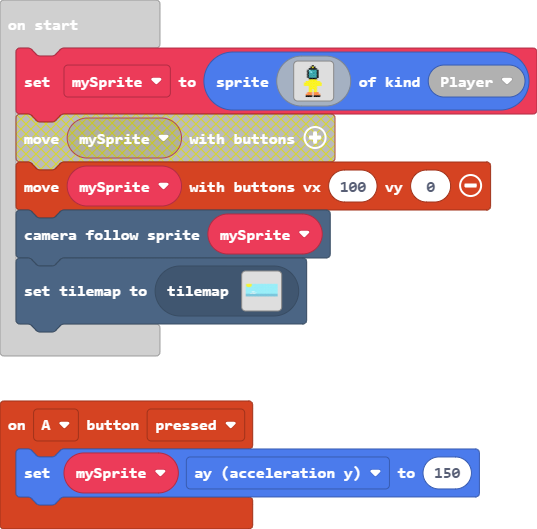 on start
set mySprite to sprite of kind Player
move mySprite with buttons
move mySprite with buttons vx 100 vy 0
camera follow sprite mySprite
set tilemap to tilemap
on A button pressed
set mySprite ay (acceleration y) to 150